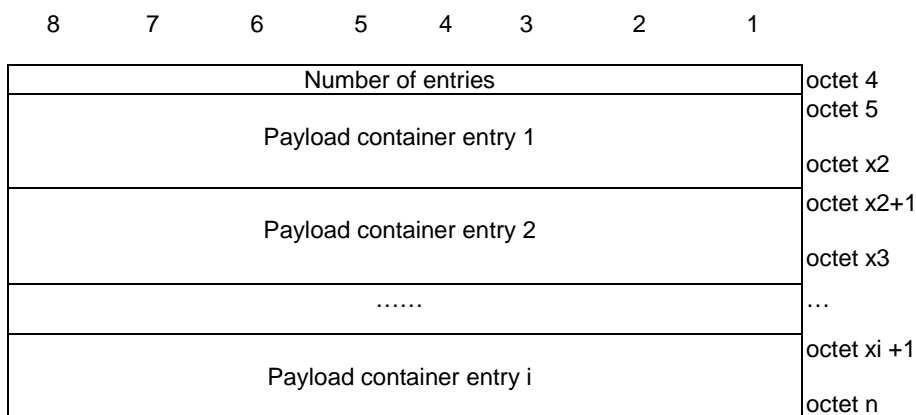 8 7 6 5 4 3 2 1
Number of entries octet 4
octet 5
Payload container entry 1
octet x2
octet x2+1
Payload container entry 2
octet x3
…… …
octet xi +1
Payload container entry i
octet n